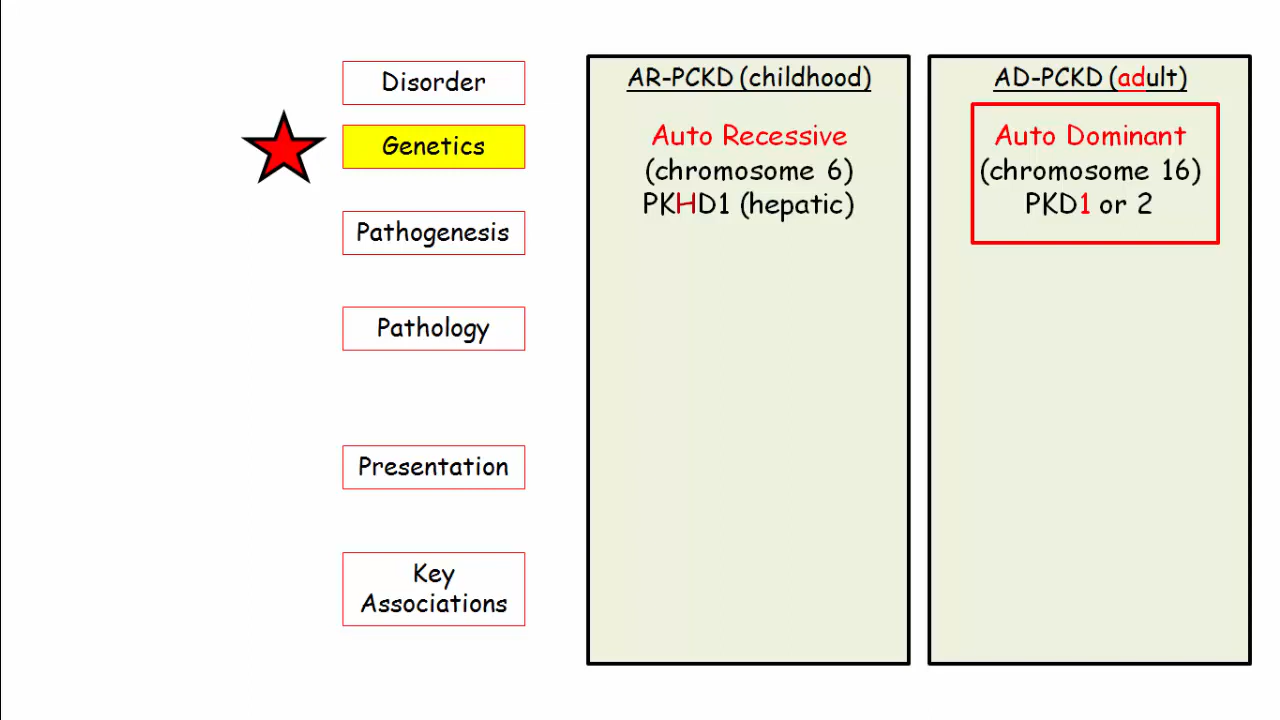 Disorder
Genetics
Pathogenesis
Pathology
Presentation
Key
Associations
AR-PCKD (childhood)
Auto Recessive
(chromosome 6)
PKHD1 (hepatic)
AD-PCKD (adult)
Auto Dominant
(chromosome 16)
PKD1 or 2